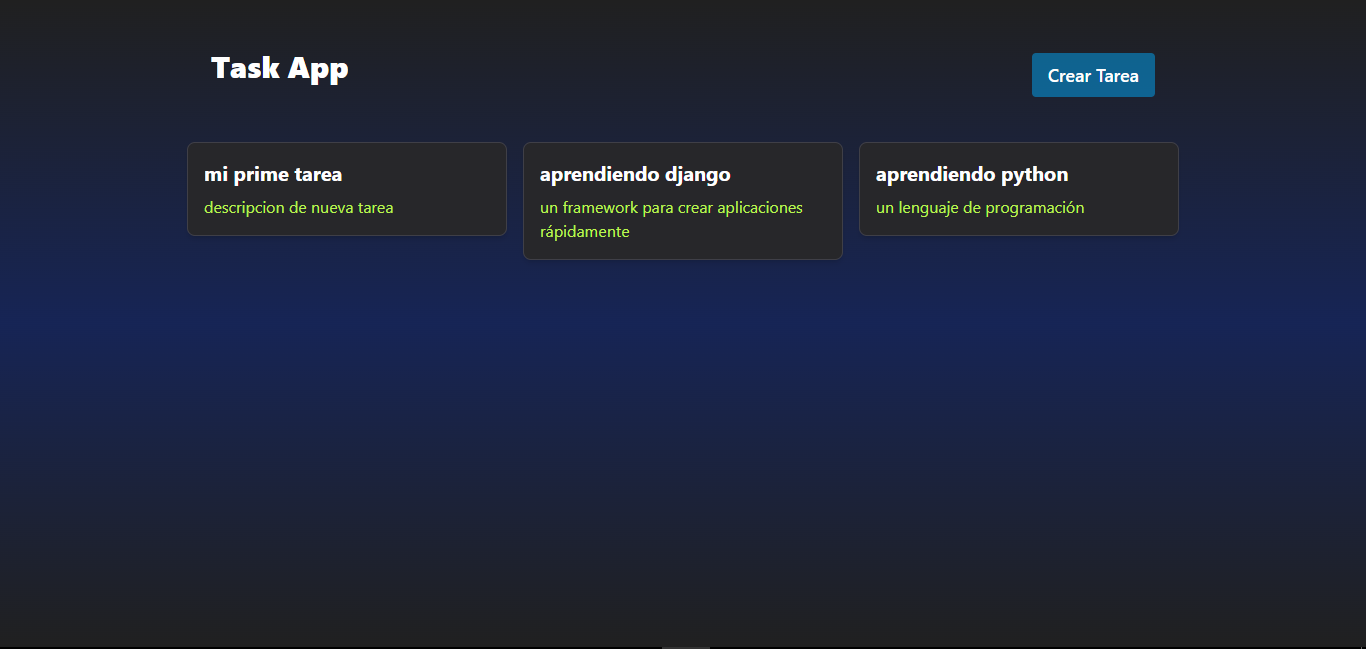 Task App
Crear Tarea
mi prime tarea
descripcion de nueva tarea
aprendiendo django
un framework para crear aplicaciones
rápidamente
aprendiendo python
un lenguaje de programación